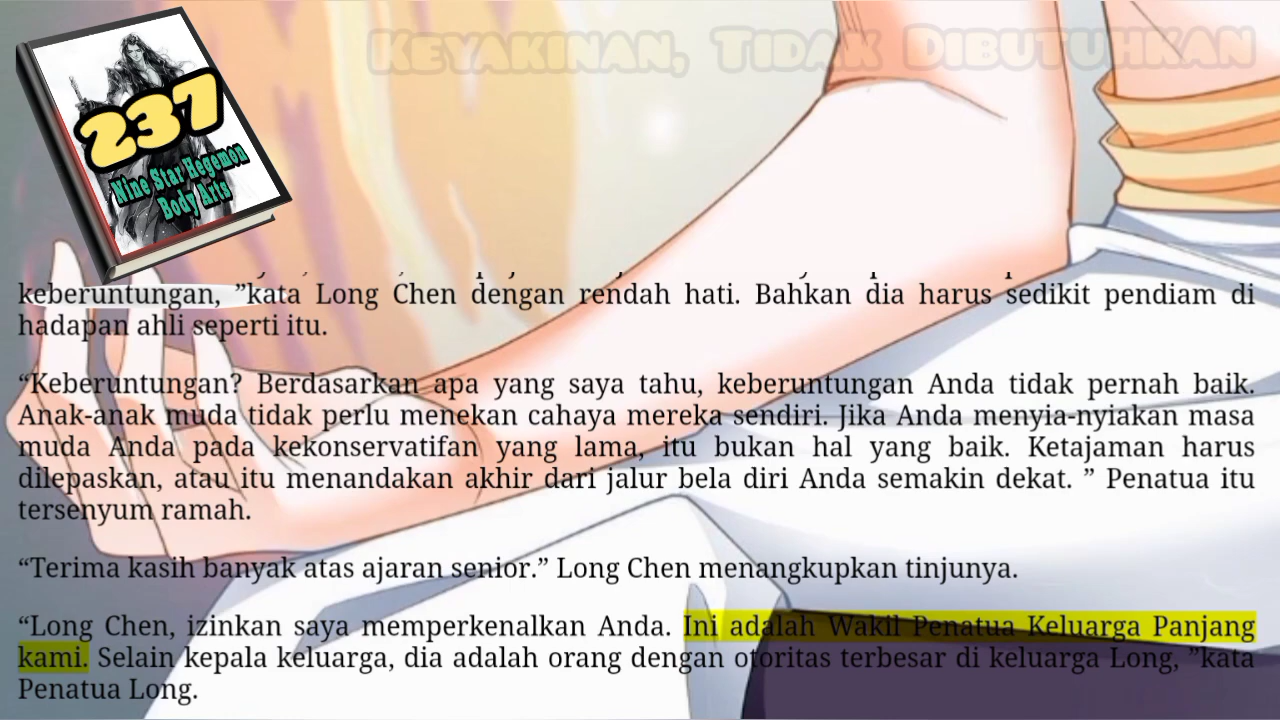 KEYAKINAN, TIDAK DIBUTUHKAN
237
Nine Star Hegemon
Body Arts
keberuntungan, ”kata Long Chen dengan rendah hati. Bahkan dia harus sedikit pendiam di
hadapan ahli seperti itu.
“Keberuntungan? Berdasarkan apa yang saya tahu, keberuntungan Anda tidak pernah baik.
Anak-anak muda tidak perlu menekan cahaya mereka sendiri. Jika Anda menyia-nyiakan masa
muda Anda pada kekonservatifan yang lama, itu bukan hal yang baik. Ketajaman harus
dilepaskan, atau itu menandakan akhir dari jalur bela diri Anda semakin dekat. ” Penatua itu
tersenyum ramah.
“Terima kasih banyak atas ajaran senior.” Long Chen menangkupkan tinjunya.
“Long Chen, izinkan saya memperkenalkan Anda. Ini adalah Wakil Penatua Keluarga Panjang
kami. Selain kepala keluarga, dia adalah orang dengan otoritas terbesar di keluarga Long, ”kata
Penatua Long.